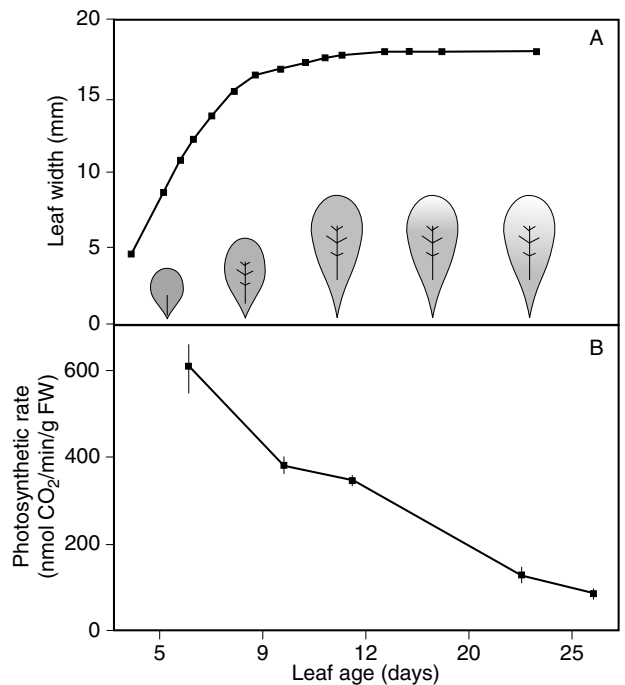 20
A
15
10
5
0
Leaf width (mm)
B
600
400
200
0
Photosynthetic rate
(nmol CO2/min/g FW)
5 9 12 20 25
Leaf age (days)